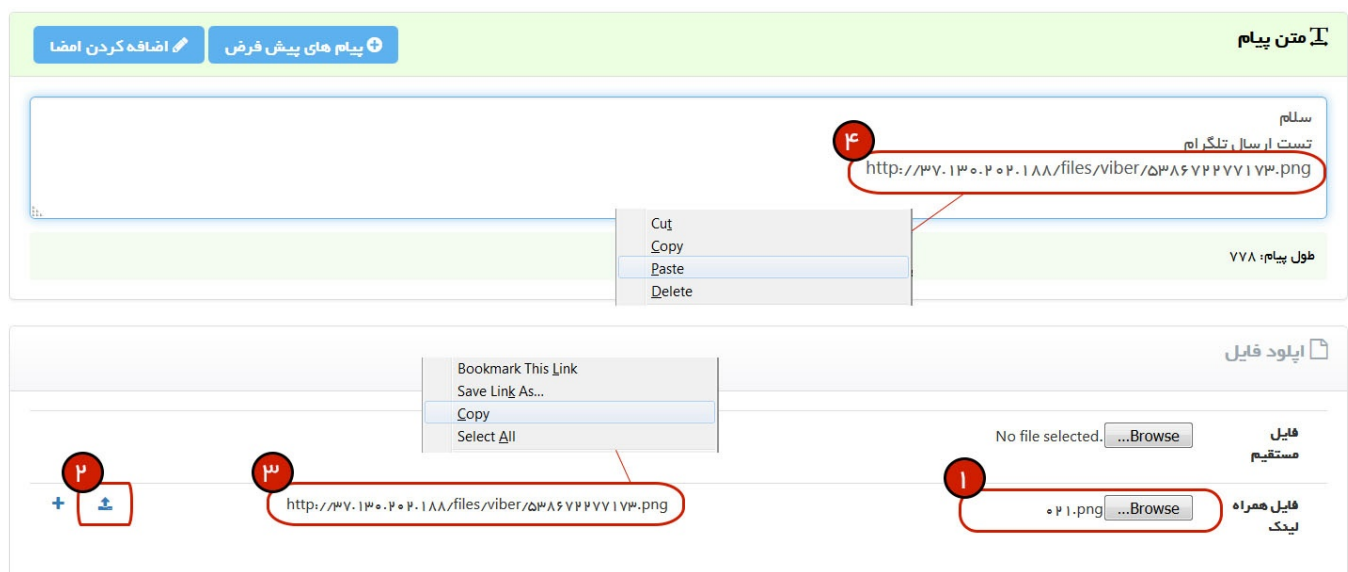 متن پیام
پیام های پیش فرض
اضافه کردن امضا
سلام
تست ارسال تلگرام
۴
http://۳۷.۱۳۰.۲۰۲.۱۸۸/files/viber/۵۳۸۶۷۲۲۷۷۱۷۳.png
Cut
Copy
Paste
Delete
طول پیام: ۷۷۸
اپلود فایل
Bookmark This Link
Save Link As...
Copy
Select All
فایل
مستقیم
Browse...
No file selected.
۱
۳
۲
فایل همراه
لینک
Browse...
۰۲۱.png
http://۳۷.۱۳۰.۲۰۲.۱۸۸/files/viber/۵۳۸۶۷۲۲۷۷۱۷۳.png
+